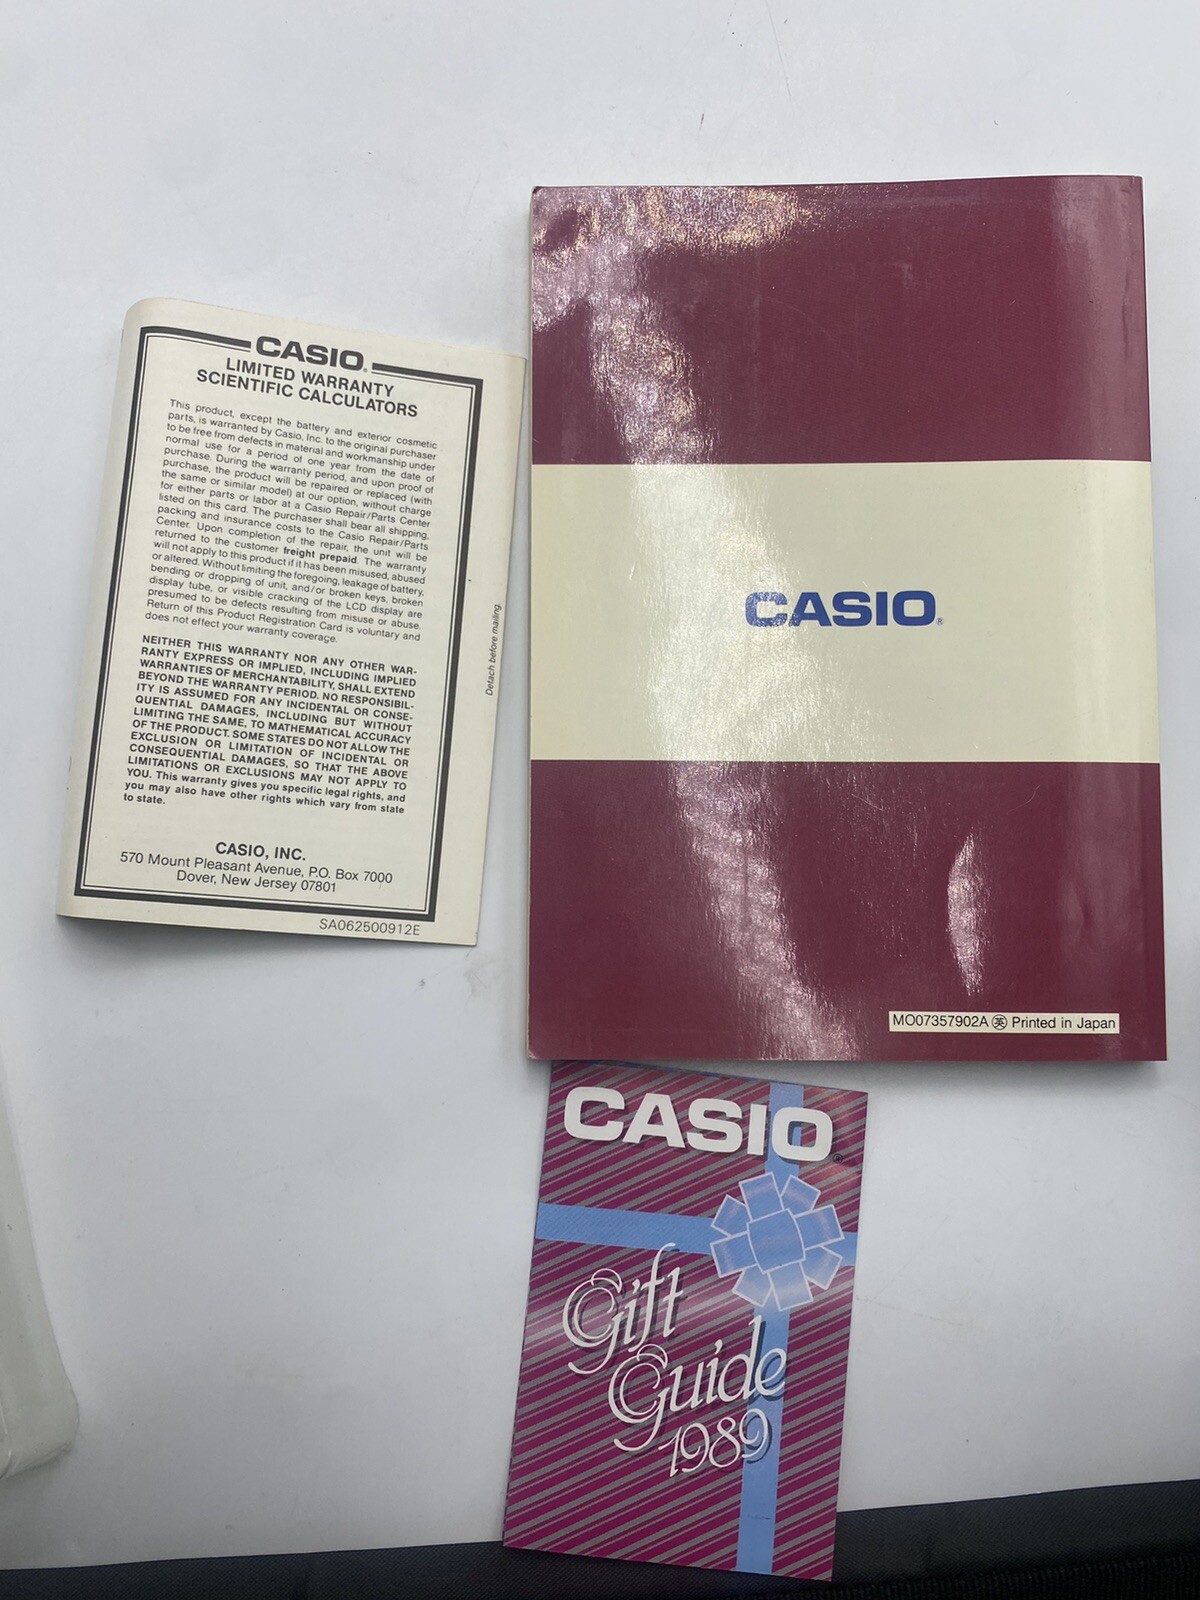 CASIO®
LIMITED WARRANTY
SCIENTIFIC CALCULATORS
This product, except the battery and exterior cosmetic
parts, is warranted by Casio, Inc. to the original purchaser
to be free from defects in material and workmanship under
normal use for a period of one year from the date of
purchase. During the warranty period, and upon proof of
purchase, the product will be repaired or replaced (with
the same or similar model) at our option, without charge
for either parts or labor at a Casio Repair/Parts Center
listed on this card. The purchaser shall bear all shipping,
packing and insurance costs to the Casio Repair/Parts
Center. Upon completion of the repair, the unit will be
returned to the customer freight prepaid. The warranty
will not apply to this product if it has been misused, abused
or altered. Without limiting the foregoing, leakage of battery,
bending or dropping of unit, and/or broken keys, broken
display tube, or visible cracking of the LCD display are
presumed to be defects resulting from misuse or abuse.
Return of this Product Registration Card is voluntary and
does not effect your warranty coverage.
NEITHER THIS WARRANTY NOR ANY OTHER WAR-
RANTY EXPRESS OR IMPLIED, INCLUDING IMPLIED
WARRANTIES OF MERCHANTABILITY, SHALL EXTEND
BEYOND THE WARRANTY PERIOD. NO RESPONSIBIL-
ITY IS ASSUMED FOR ANY INCIDENTAL OR CONSE-
QUENTIAL DAMAGES, INCLUDING BUT WITHOUT
LIMITING THE SAME, TO MATHEMATICAL ACCURACY
OF THE PRODUCT. SOME STATES DO NOT ALLOW THE
EXCLUSION OR LIMITATION OF INCIDENTAL OR
CONSEQUENTIAL DAMAGES, SO THAT THE ABOVE
LIMITATIONS OR EXCLUSIONS MAY NOT APPLY TO
YOU. This warranty gives you specific legal rights, and
you may also have other rights which vary from state
to state.
CASIO, INC.
570 Mount Pleasant Avenue, P.O. Box 7000
Dover, New Jersey 07801
SA062500912E
Detach before mailing.
CASIO®
MO07357902A ㊇ Printed in Japan
CASIO®
Gift
Guide
1989